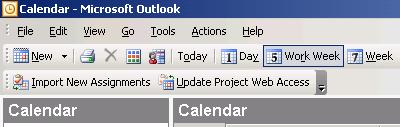 Calendar - Microsoft Outlook
File Edit View Go Tools Actions Help
New Today 1 Day 5 Work Week 7 Week
Import New Assignments Update Project Web Access
Calendar Calendar